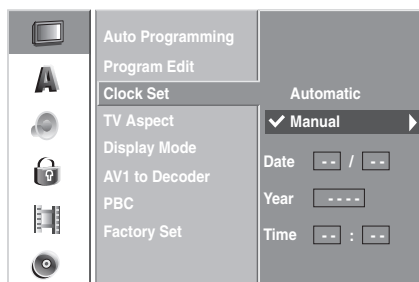 A
Auto Programming
Program Edit
Clock Set
TV Aspect
Display Mode
AV1 to Decoder
PBC
Factory Set
Automatic
✔ Manual
Date -- / --
Year ----
Time -- : --